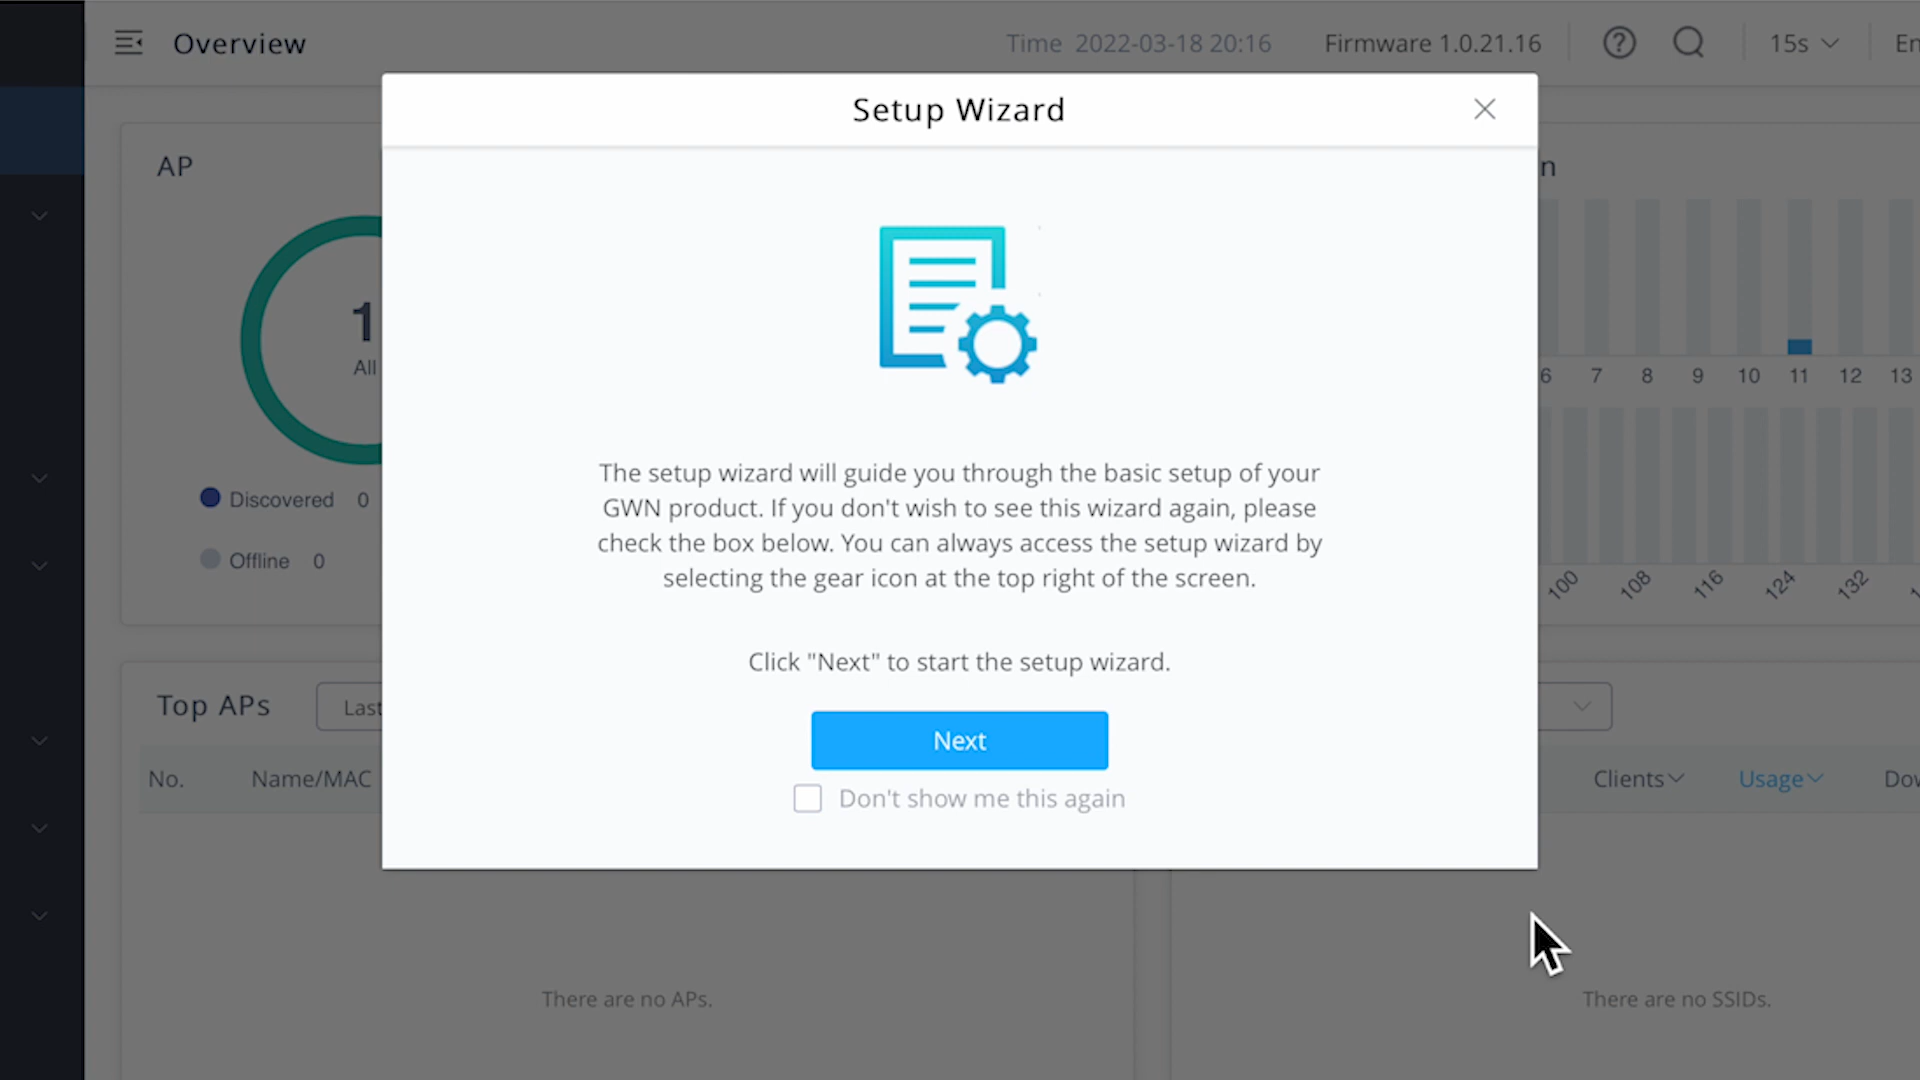 Overview
Time 2022-03-18 20:16
Firmware 1.0.21.16
15s
En
Setup Wizard
AP
n
1
All
Discovered 0
Offline 0
6 7 8 9 10 11 12 13
100 108 116 124 132
The setup wizard will guide you through the basic setup of your
GWN product. If you don't wish to see this wizard again, please
check the box below. You can always access the setup wizard by
selecting the gear icon at the top right of the screen.
Click "Next" to start the setup wizard.
Next
Don't show me this again
Top APs
Last
No. Name/MAC
Clients Usage Dow
There are no APs.
There are no SSIDs.